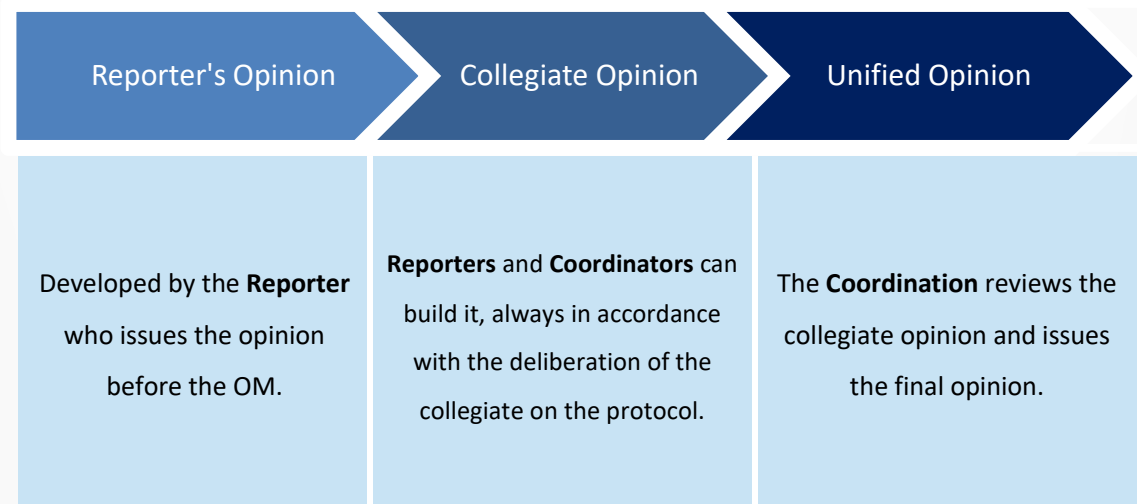 Reporter's Opinion
Collegiate Opinion
Unified Opinion
Developed by the Reporter
who issues the opinion
before the OM.
Reporters and Coordinators can
build it, always in accordance
with the deliberation of the
collegiate on the protocol.
The Coordination reviews the
collegiate opinion and issues
the final opinion.